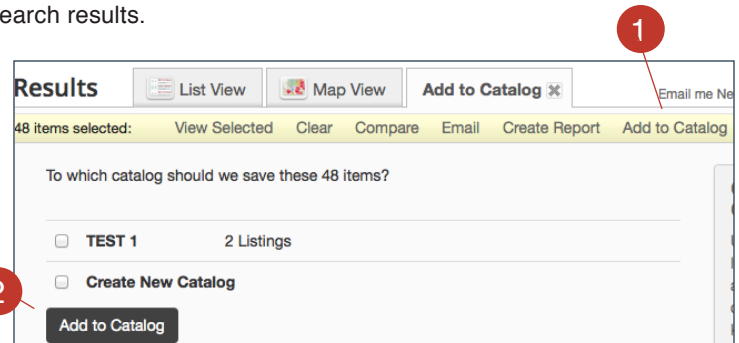 earch results.
1
Results List View Map View Add to Catalog Email me Ne
48 items selected: View Selected Clear Compare Email Create Report Add to Catalog
To which catalog should we save these 48 items?
TEST 1 2 Listings
Create New Catalog
2
Add to Catalog